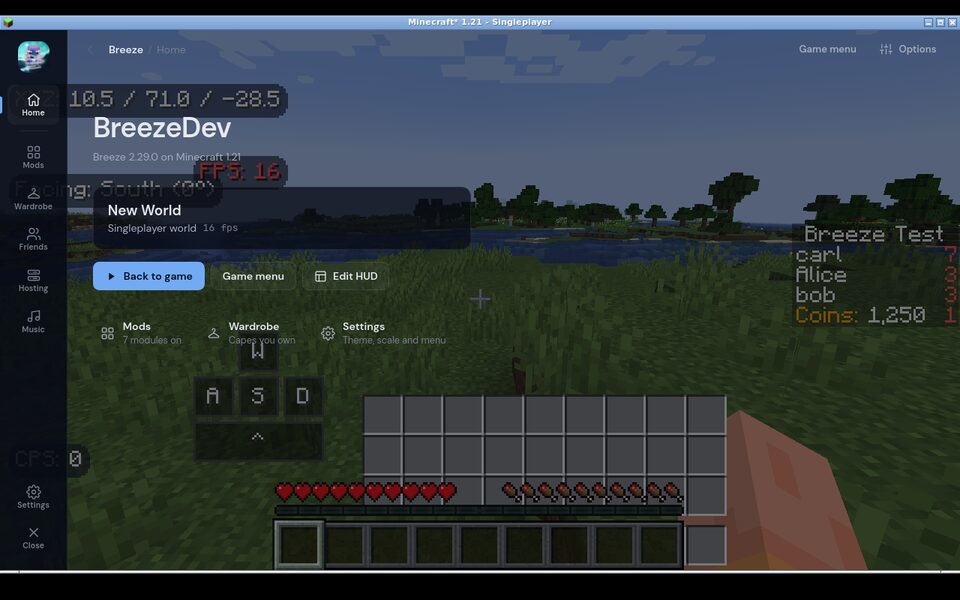 Minecraft* 1.21 - Singleplayer
Breeze / Home
Game menu
Options
Home
Mods
Wardrobe
Friends
Hosting
Music
Settings
Close
10.5 / 71.0 / -28.5
BreezeDev
Breeze 2.29.0 on Minecraft 1.21
FPS: 16
Facing: South (0°)
New World
Singleplayer world 16 fps
Back to game
Game menu
Edit HUD
Mods
7 modules on
Wardrobe
Capes you own
Settings
Theme, scale and menu
W
A S D
^
CPS: 0
Breeze Test
carl 7
Alice 3
bob 3
Coins: 1,250 1